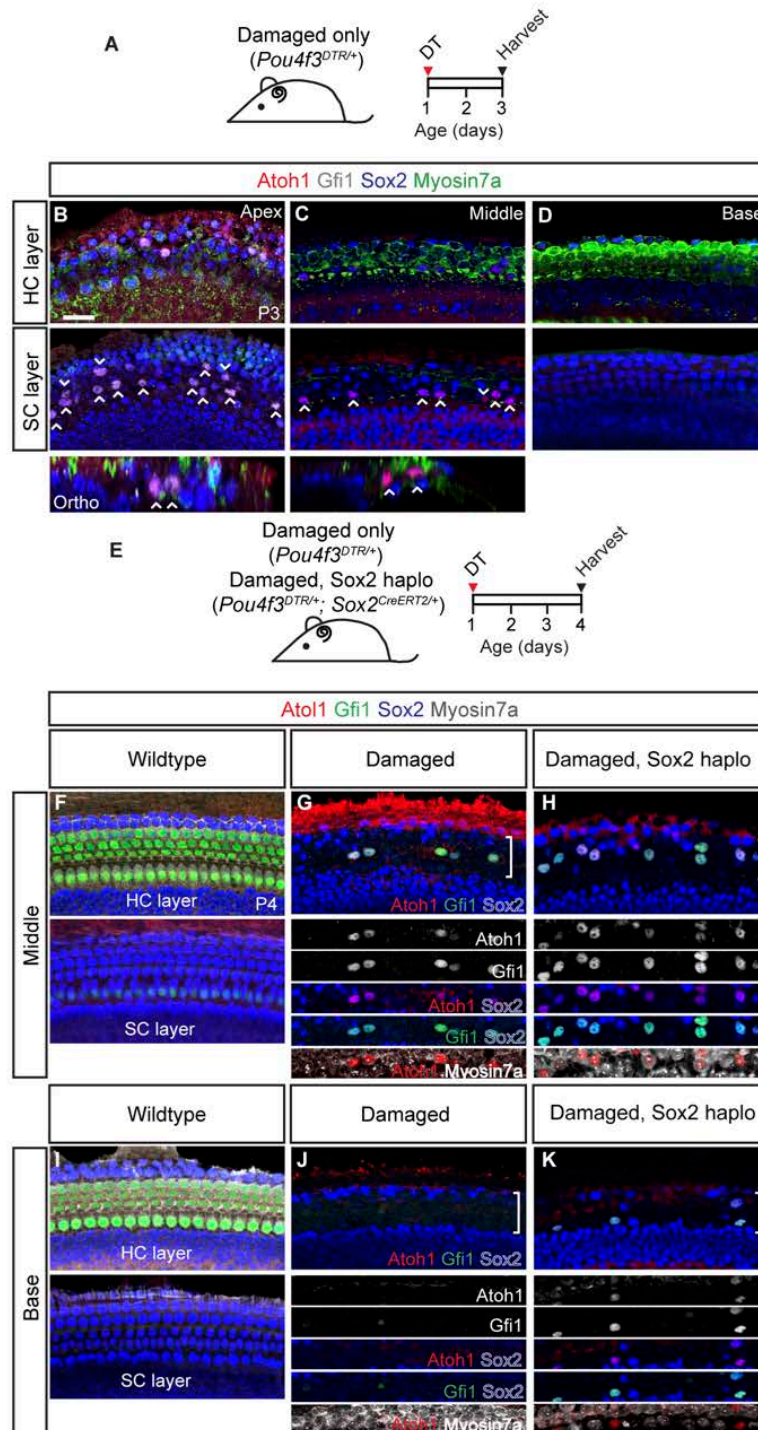 A
Damaged only
(Pou4f3DTR/+)
DT
Harvest
1 2 3
Age (days)
Atoh1 Gfi1 Sox2 Myosin7a
HC layer
B
Apex
P3
C
Middle
D
Base
SC layer
Ortho
E
Damaged only
(Pou4f3DTR/+)
Damaged, Sox2 haplo
(Pou4f3DTR/+; Sox2CreERT2/+)
DT
Harvest
1 2 3 4
Age (days)
Atol1 Gfi1 Sox2 Myosin7a
Wildtype
Damaged
Damaged, Sox2 haplo
Middle
F
HC layer
P4
SC layer
G
Atoh1 Gfi1 Sox2
Atoh1
Gfi1
Atoh1 Sox2
Gfi1 Sox2
Atoh1 Myosin7a
H
Wildtype
Damaged
Damaged, Sox2 haplo
Base
I
HC layer
SC layer
J
Atoh1 Gfi1 Sox2
Atoh1
Gfi1
Atoh1 Sox2
Gfi1 Sox2
Atoh1 Myosin7a
K